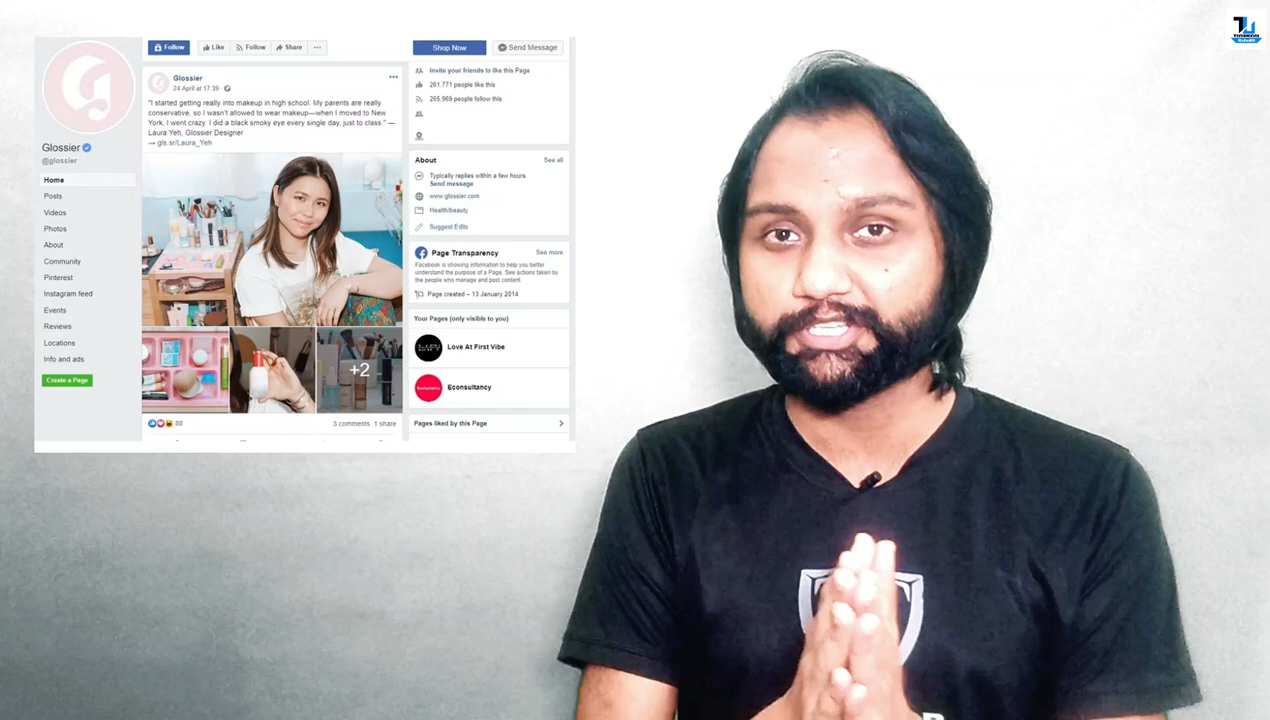 Glossier
@glossier
Home
Posts
Videos
Photos
About
Community
Pinterest
Instagram feed
Events
Reviews
Locations
Info and ads
Create a Page
Follow
Like
Follow
Share
Glossier
24 April at 17:39
"I started getting really into makeup in high school. My parents are really
conservative, so I wasn't allowed to wear makeup—when I moved to New
York, I went crazy. I did a black smoky eye every single day, just to class." —
Laura Yeh, Glossier Designer
→ gls.sr/Laura_Yeh
+2
88
3 comments 1 share
Shop Now
Send Message
Invite your friends to like this Page
261,771 people like this
265,969 people follow this
About
See all
Typically replies within a few hours
Send message
www.glossier.com
Health/beauty
Suggest Edits
Page Transparency
See more
Facebook is showing information to help you better
understand the purpose of a Page. See actions taken by
the people who manage and post content.
Page created – 13 January 2014
Your Pages (only visible to you)
Love At First Vibe
Econsultancy
Pages liked by this Page